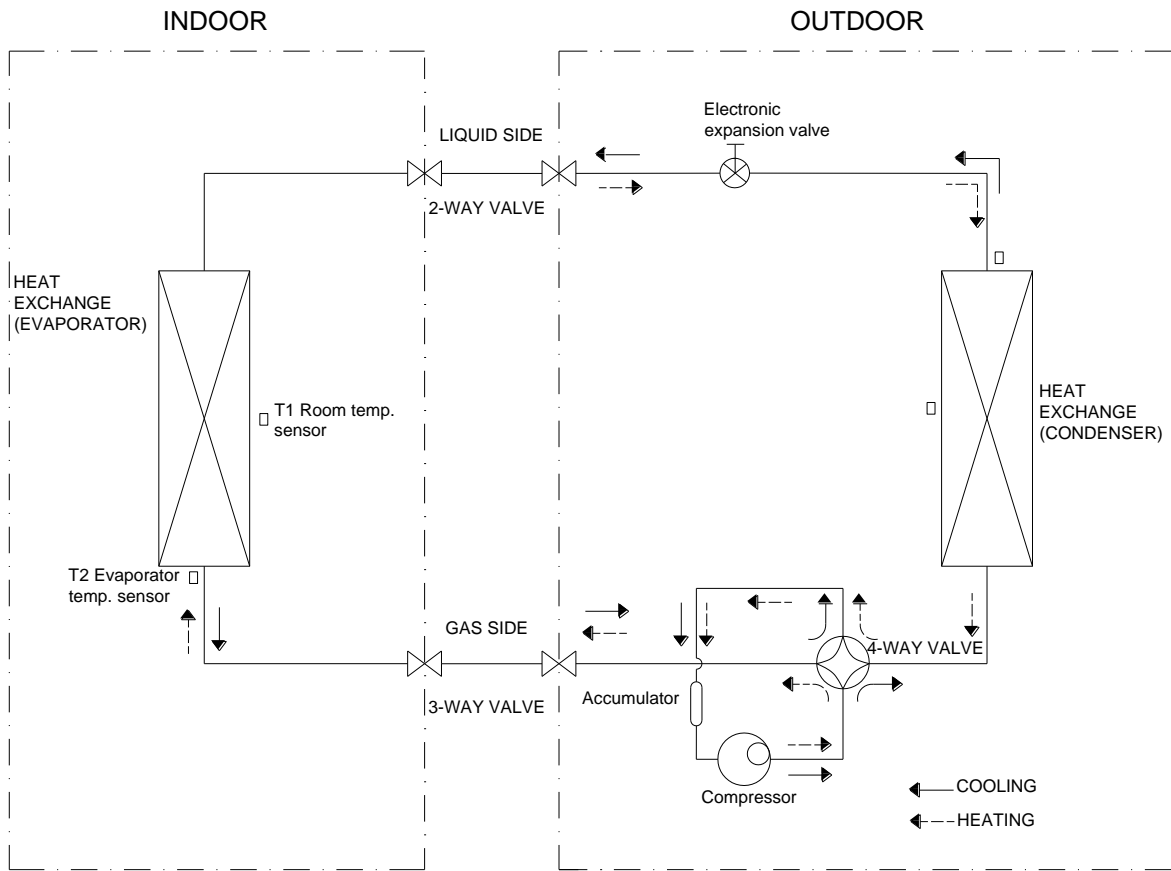 INDOOR
OUTDOOR
Electronic
expansion valve
LIQUID SIDE
2-WAY VALVE
HEAT
EXCHANGE
(EVAPORATOR)
T1 Room temp.
sensor
HEAT
EXCHANGE
(CONDENSER)
T2 Evaporator
temp. sensor
GAS SIDE
4-WAY VALVE
3-WAY VALVE
Accumulator
Compressor
COOLING
HEATING